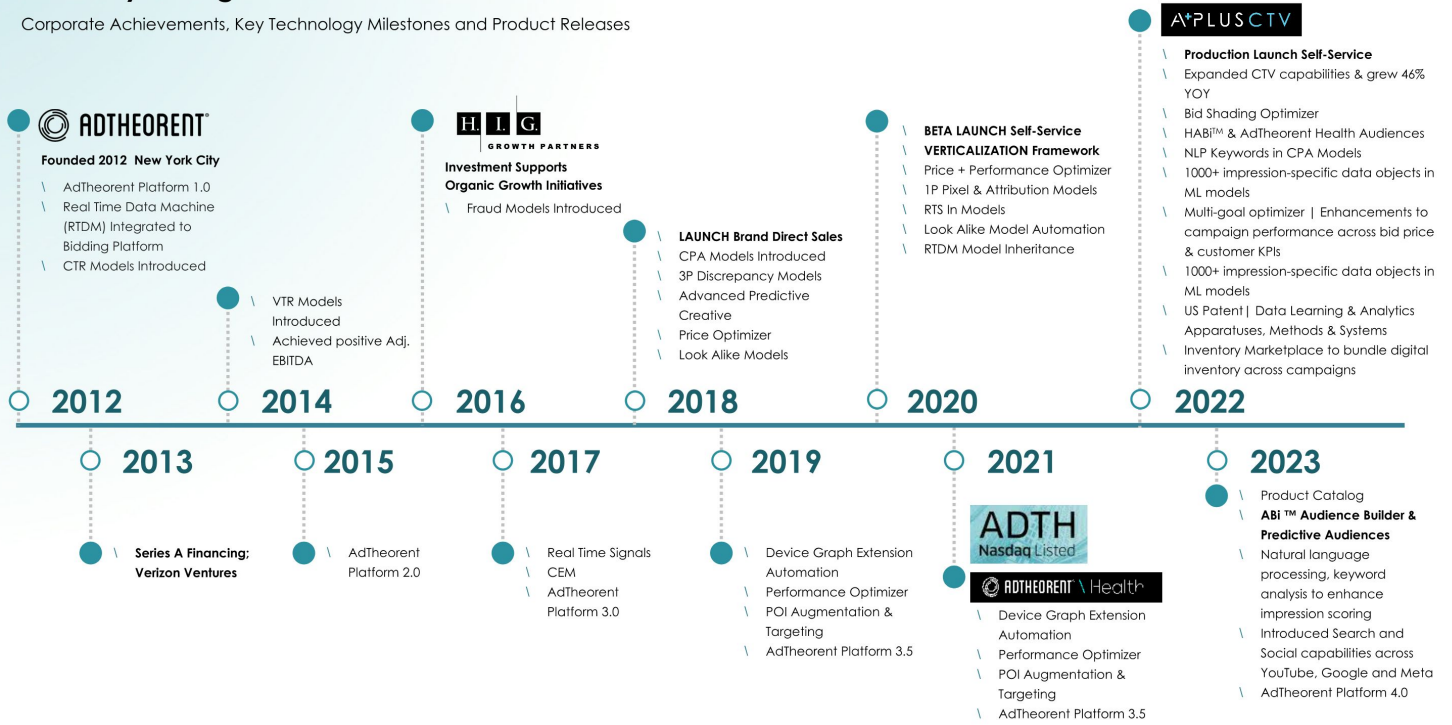 Corporate Achievements, Key Technology Milestones and Product Releases
ADTHEORENT®
Founded 2012 New York City
\ AdTheorent Platform 1.0
\ Real Time Data Machine
(RTDM) Integrated to
Bidding Platform
\ CTR Models Introduced
\ VTR Models
Introduced
\ Achieved positive Adj.
EBITDA
H. I. G.
GROWTH PARTNERS
Investment Supports
Organic Growth Initiatives
\ Fraud Models Introduced
\ LAUNCH Brand Direct Sales
\ CPA Models Introduced
\ 3P Discrepancy Models
\ Advanced Predictive
Creative
\ Price Optimizer
\ Look Alike Models
\ BETA LAUNCH Self-Service
\ VERTICALIZATION Framework
\ Price + Performance Optimizer
\ 1P Pixel & Attribution Models
\ RTS In Models
\ Look Alike Model Automation
\ RTDM Model Inheritance
A+PLUSCTV
\ Production Launch Self-Service
\ Expanded CTV capabilities & grew 46%
YOY
\ Bid Shading Optimizer
\ HABi™ & AdTheorent Health Audiences
\ NLP Keywords in CPA Models
\ 1000+ impression-specific data objects in
ML models
\ Multi-goal optimizer | Enhancements to
campaign performance across bid price
& customer KPIs
\ 1000+ impression-specific data objects in
ML models
\ US Patent| Data Learning & Analytics
Apparatuses, Methods & Systems
\ Inventory Marketplace to bundle digital
inventory across campaigns
2012
2014
2016
2018
2020
2022
2013
2015
2017
2019
2021
2023
\ Series A Financing;
Verizon Ventures
\ AdTheorent
Platform 2.0
\ Real Time Signals
\ CEM
\ AdTheorent
Platform 3.0
\ Device Graph Extension
Automation
\ Performance Optimizer
\ POI Augmentation &
Targeting
\ AdTheorent Platform 3.5
ADTH
Nasdaq Listed
ADTHEORENT® \ Health
\ Device Graph Extension
Automation
\ Performance Optimizer
\ POI Augmentation &
Targeting
\ AdTheorent Platform 3.5
\ Product Catalog
\ ABi ™ Audience Builder &
Predictive Audiences
\ Natural language
processing, keyword
analysis to enhance
impression scoring
\ Introduced Search and
Social capabilities across
YouTube, Google and Meta
\ AdTheorent Platform 4.0